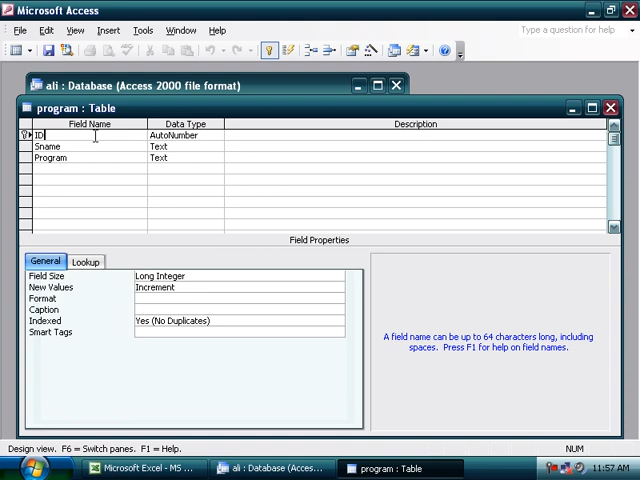 Microsoft Access
File Edit View Insert Tools Window Help
Type a question for help
ali : Database (Access 2000 file format)
program : Table
Field Name Data Type Description
ID AutoNumber
Sname Text
Program Text
Field Properties
General Lookup
Field Size Long Integer
New Values Increment
Format
Caption
Indexed Yes (No Duplicates)
Smart Tags
A field name can be up to 64 characters long, including
spaces. Press F1 for help on field names.
Design view. F6 = Switch panes. F1 = Help. NUM
Microsoft Excel - MS ... ali : Database (Acces... program : Table 11:57 AM